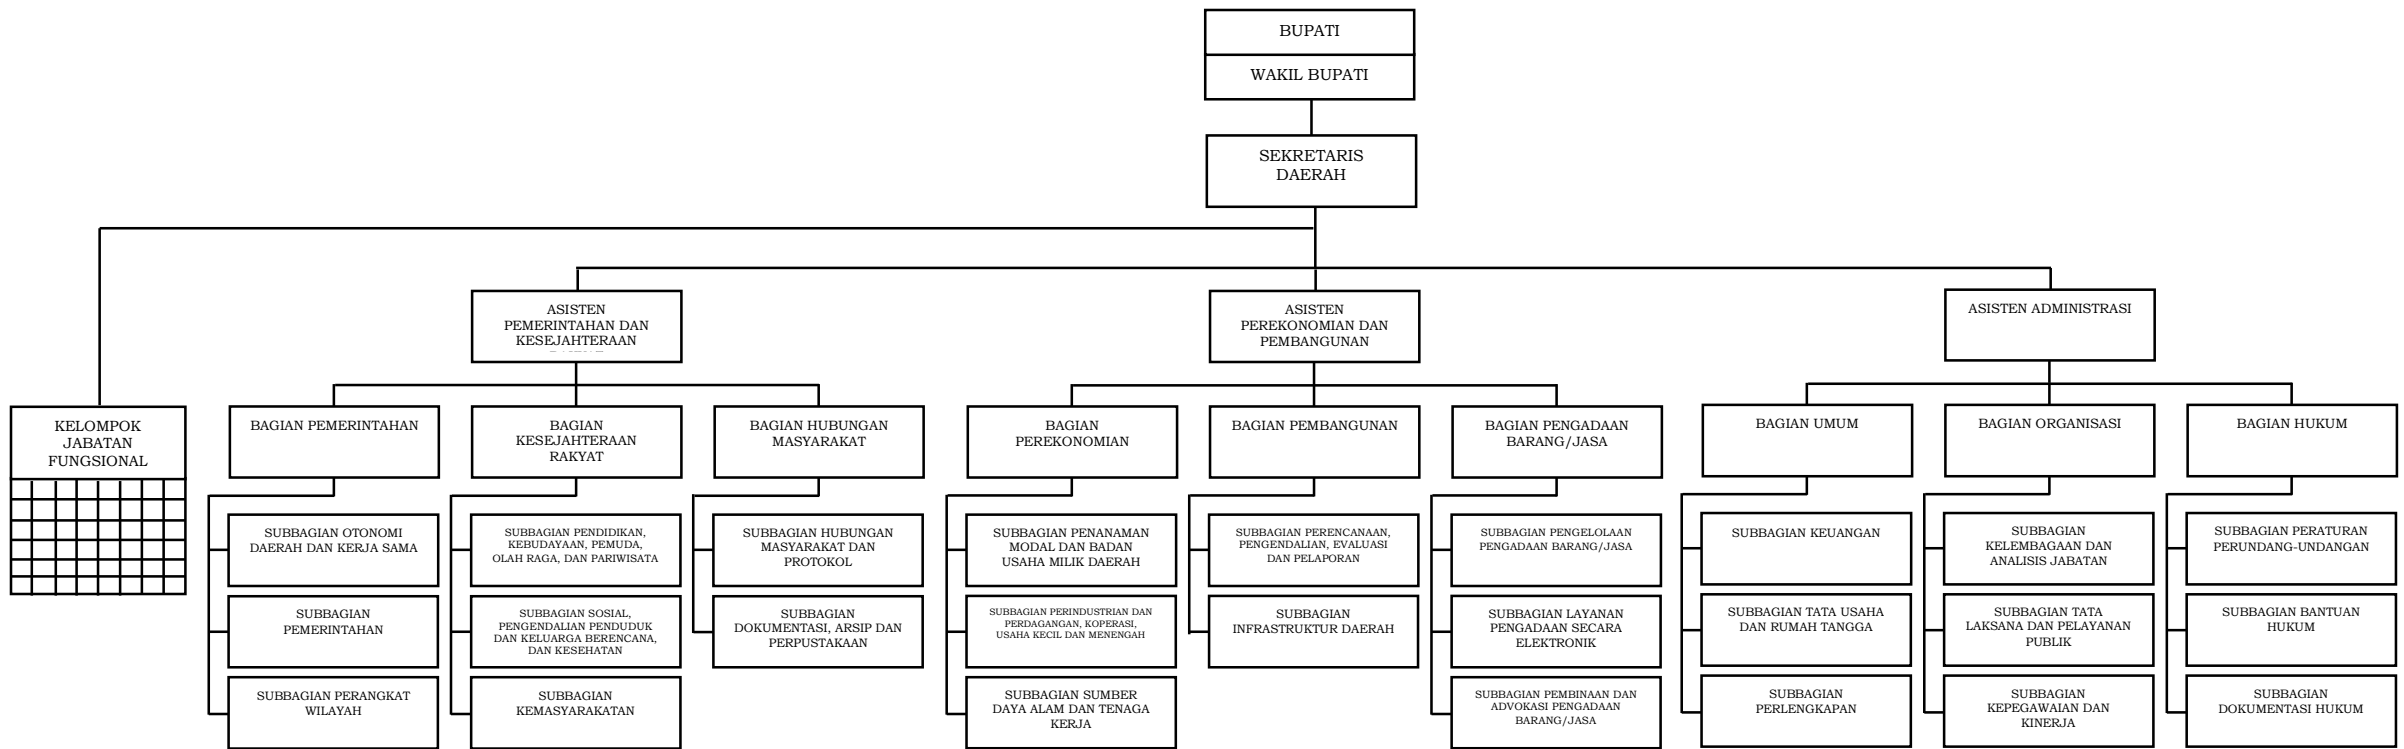 BUPATI
WAKIL BUPATI
SEKRETARIS
DAERAH
ASISTEN
PEMERINTAHAN DAN
KESEJAHTERAAN
ASISTEN
PEREKONOMIAN DAN
PEMBANGUNAN
ASISTEN ADMINISTRASI
KELOMPOK
JABATAN
FUNGSIONAL
BAGIAN PEMERINTAHAN
BAGIAN
KESEJAHTERAAN
RAKYAT
BAGIAN HUBUNGAN
MASYARAKAT
BAGIAN
PEREKONOMIAN
BAGIAN PEMBANGUNAN
BAGIAN PENGADAAN
BARANG/JASA
BAGIAN UMUM
BAGIAN ORGANISASI
BAGIAN HUKUM
SUBBAGIAN OTONOMI
DAERAH DAN KERJA SAMA
SUBBAGIAN PENDIDIKAN,
KEBUDAYAAN, PEMUDA,
OLAH RAGA, DAN PARIWISATA
SUBBAGIAN HUBUNGAN
MASYARAKAT DAN
PROTOKOL
SUBBAGIAN PENANAMAN
MODAL DAN BADAN
USAHA MILIK DAERAH
SUBBAGIAN PERENCANAAN,
PENGENDALIAN, EVALUASI
DAN PELAPORAN
SUBBAGIAN PENGELOLAAN
PENGADAAN BARANG/JASA
SUBBAGIAN KEUANGAN
SUBBAGIAN
KELEMBAGAAN DAN
ANALISIS JABATAN
SUBBAGIAN PERATURAN
PERUNDANG-UNDANGAN
SUBBAGIAN
PEMERINTAHAN
SUBBAGIAN SOSIAL,
PENGENDALIAN PENDUDUK
DAN KELUARGA BERENCANA,
DAN KESEHATAN
SUBBAGIAN
DOKUMENTASI, ARSIP DAN
PERPUSTAKAAN
SUBBAGIAN PERINDUSTRIAN DAN
PERDAGANGAN, KOPERASI,
USAHA KECIL DAN MENENGAH
SUBBAGIAN
INFRASTRUKTUR DAERAH
SUBBAGIAN LAYANAN
PENGADAAN SECARA
ELEKTRONIK
SUBBAGIAN TATA USAHA
DAN RUMAH TANGGA
SUBBAGIAN TATA
LAKSANA DAN PELAYANAN
PUBLIK
SUBBAGIAN BANTUAN
HUKUM
SUBBAGIAN PERANGKAT
WILAYAH
SUBBAGIAN
KEMASYARAKATAN
SUBBAGIAN SUMBER
DAYA ALAM DAN TENAGA
KERJA
SUBBAGIAN PEMBINAAN DAN
ADVOKASI PENGADAAN
BARANG/JASA
SUBBAGIAN
PERLENGKAPAN
SUBBAGIAN
KEPEGAWAIAN DAN
KINERJA
SUBBAGIAN
DOKUMENTASI HUKUM